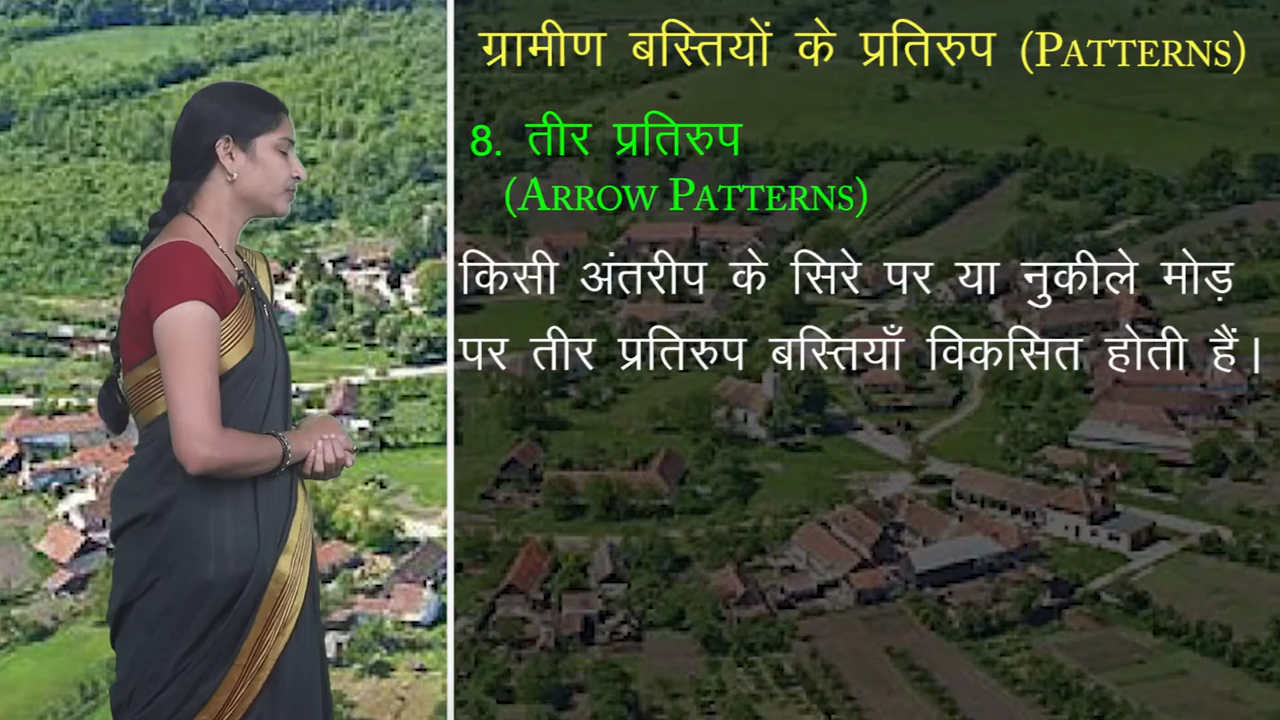 ग्रामीण बस्तियों के प्रतिरुप (PATTERNS)
8. तीर प्रतिरुप
(ARROW PATTERNS)
किसी अंतरीप के सिरे पर या नुकीले मोड़
पर तीर प्रतिरुप बस्तियाँ विकसित होती हैं।